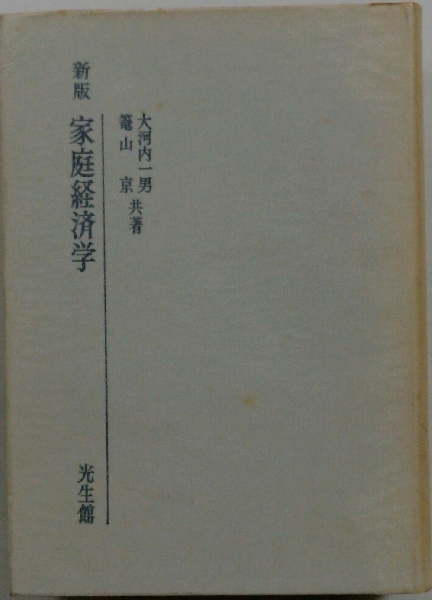 新版 家庭経済学
大河内一男
篭山 京 共著
光生館